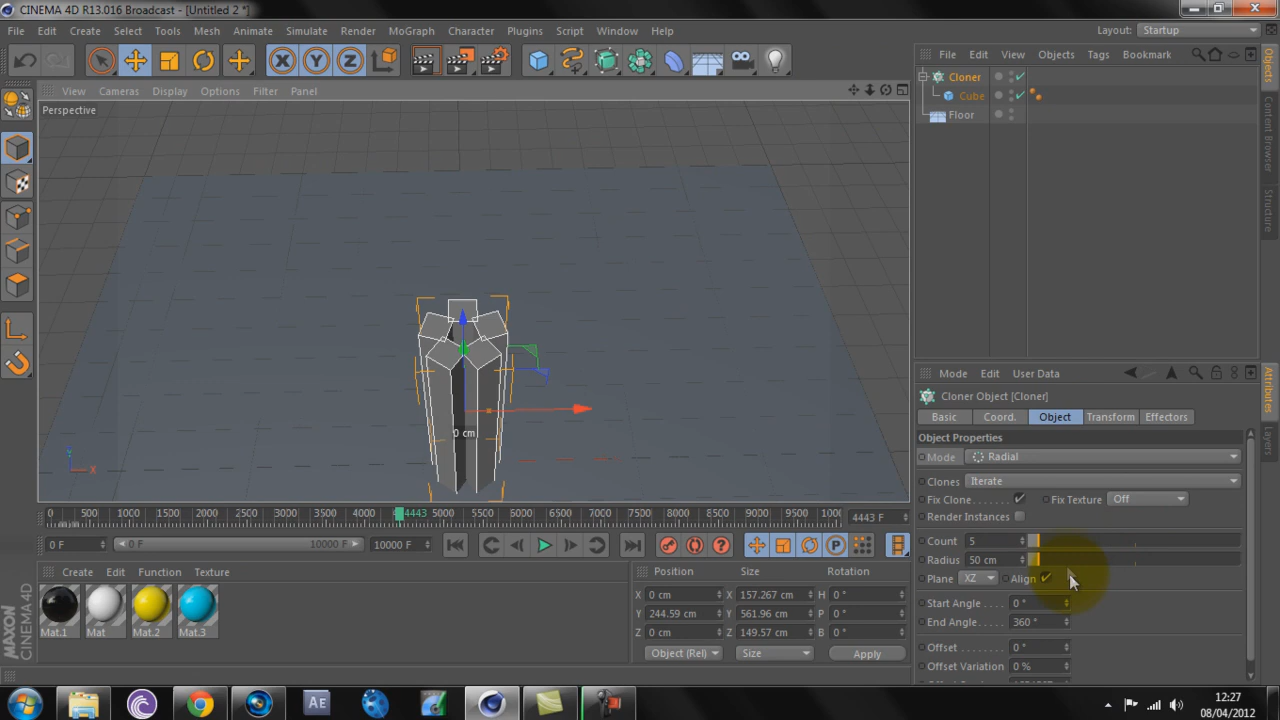 CINEMA 4D R13.016 Broadcast - [Untitled 2 *]
File Edit Create Select Tools Mesh Animate Simulate Render MoGraph Character Plugins Script Window Help
Layout: Startup
X Y Z
File Edit View Objects Tags Bookmark
Cloner
Cube
Floor
Objects
Content Browser
Structure
View Cameras Display Options Filter Panel
Perspective
0 cm
Y
X
Mode Edit User Data
Attributes
Layers
Cloner Object [Cloner]
Basic Coord. Object Transform Effectors
Object Properties
Mode Radial
Clones Iterate
Fix Clone . . . . . . . Fix Texture Off
Render Instances
Count 5
Radius 50 cm
Plane XZ Align
Start Angle . . . . 0 °
End Angle . . . . . 360 °
Offset . . . . . . . . 0 °
Offset Variation 0 %
0 500 1000 1500 2000 2500 3000 3500 4000 4443 5000 5500 6000 6500 7000 7500 8000 8500 9000 9500 1000 4443 F
0 F 0 F 10000 F 10000 F
P
Create Edit Function Texture
Mat.1 Mat Mat.2 Mat.3
Position Size Rotation
X 0 cm X 157.267 cm H 0 °
Y 244.59 cm Y 561.96 cm P 0 °
Z 0 cm Z 149.57 cm B 0 °
Object (Rel) Size Apply
MAXON
CINEMA 4D
AE
12:27
08/04/2012